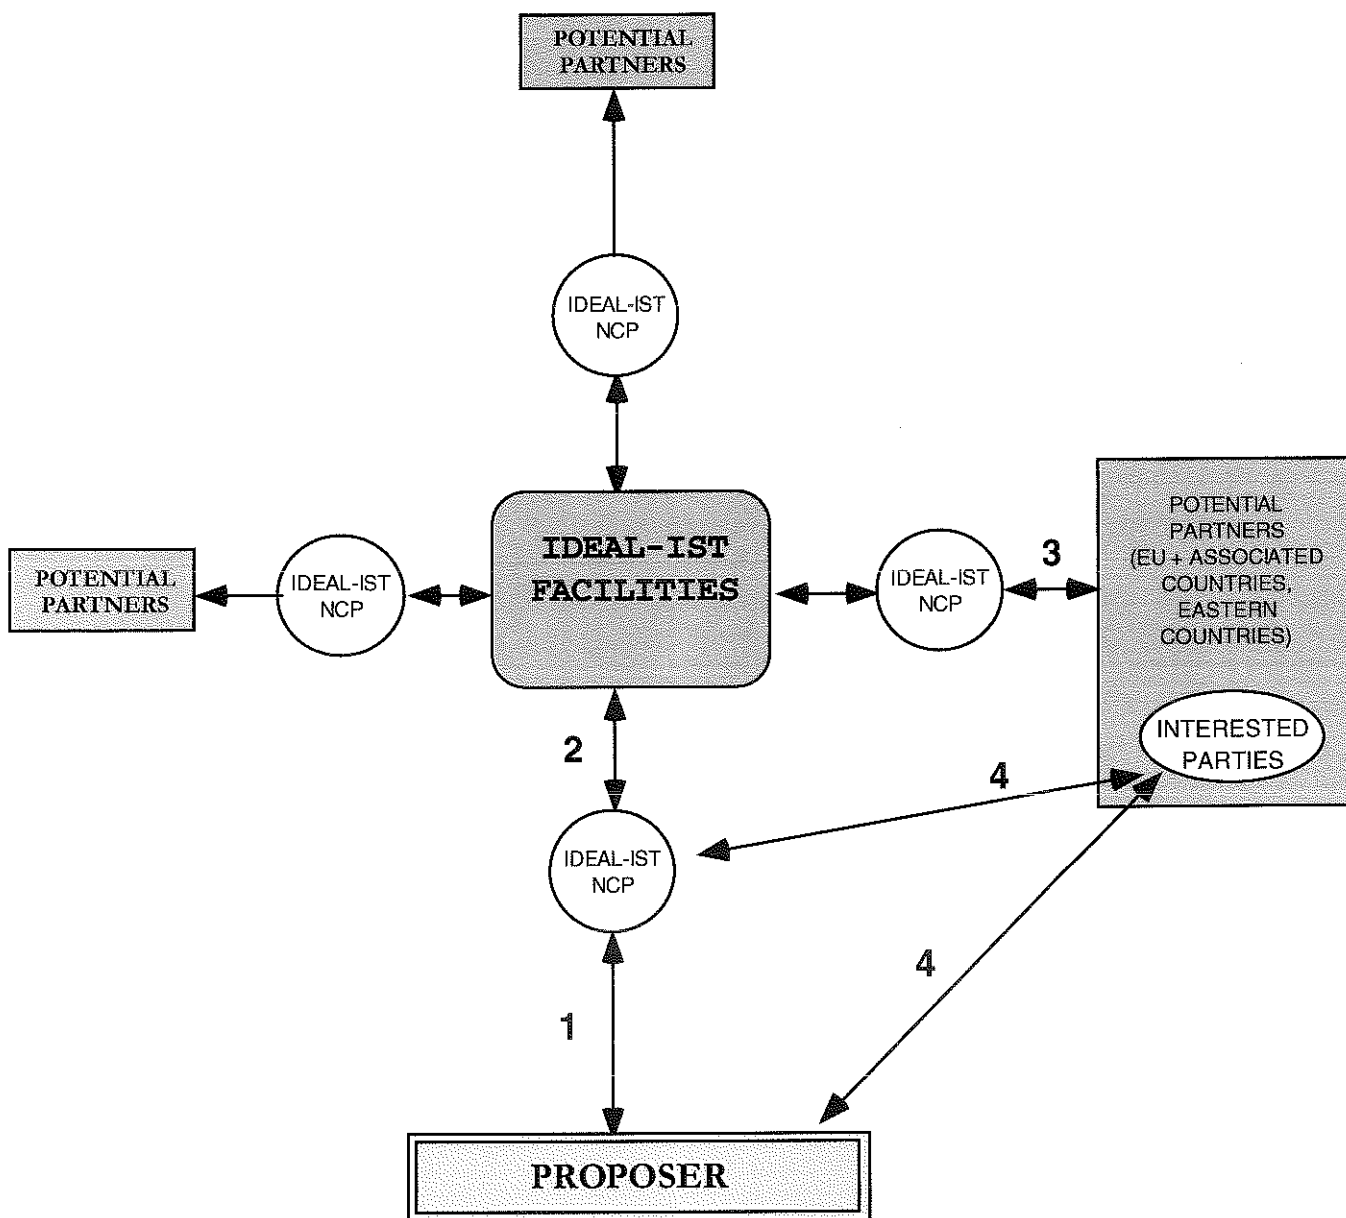 POTENTIAL
PARTNERS
IDEAL-IST
NCP
POTENTIAL
PARTNERS
IDEAL-IST
NCP
IDEAL-IST
FACILITIES
IDEAL-IST
NCP
3
POTENTIAL
PARTNERS
(EU + ASSOCIATED
COUNTRIES,
EASTERN
COUNTRIES)
INTERESTED
PARTIES
2
4
IDEAL-IST
NCP
4
1
PROPOSER